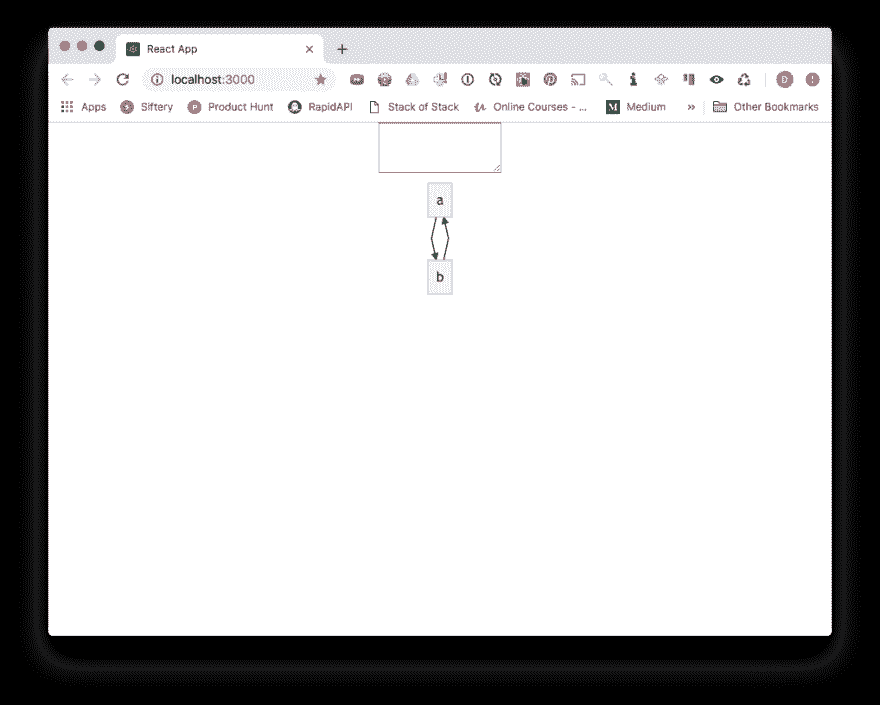 React App
localhost:3000
Apps Siftery Product Hunt RapidAPI Stack of Stack Online Courses - ... Medium » Other Bookmarks
a
b